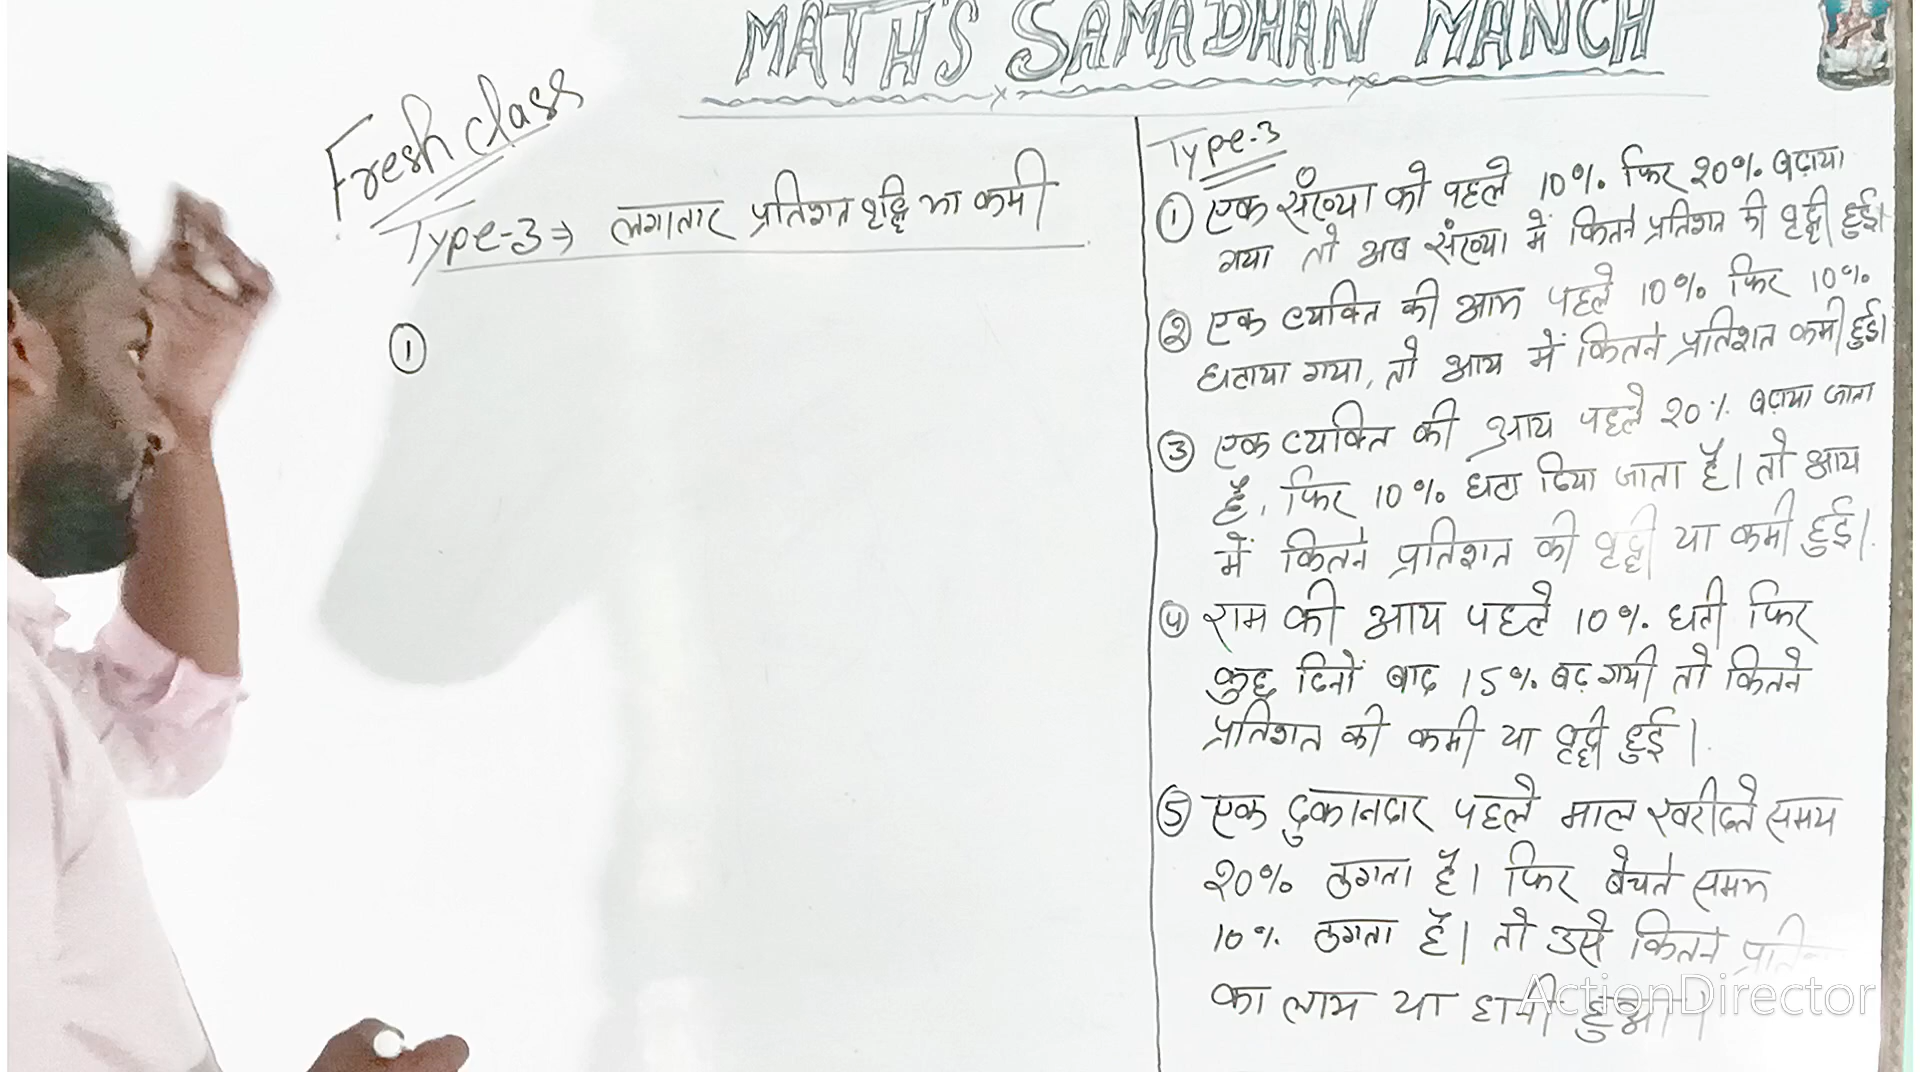 MATH'S SAMADHAN MANCH
Fresh class
Type-3 ⇒ लगातार प्रतिशत वृद्धि या कमी
①
Type-3
① एक संख्या को पहले 10%. फिर 20%. बढ़ाया
गया तो अब संख्या में कितने प्रतिशत की वृद्धी हुई।
② एक व्यक्ति की आय पहले 10%. फिर 10%.
घटाया गया, तो आय में कितने प्रतिशत कमी हुई।
③ एक व्यक्ति की आय पहले 20%. बढ़ाया जाता
है, फिर 10%. घटा दिया जाता है। तो आय
में कितने प्रतिशत की वृद्धी या कमी हुई।
④ राम की आय पहले 10%. घटी फिर
कुछ दिनों बाद 15%. बढ़ गयी तो कितने
प्रतिशत की कमी या वृद्धी हुई।
⑤ एक दुकानदार पहले माल खरीदते समय
20% ठगता है। फिर बेचते समय
10%. ठगता है। तो उसे कितने
का लाभ या हानी हुआ।
ActionDirector